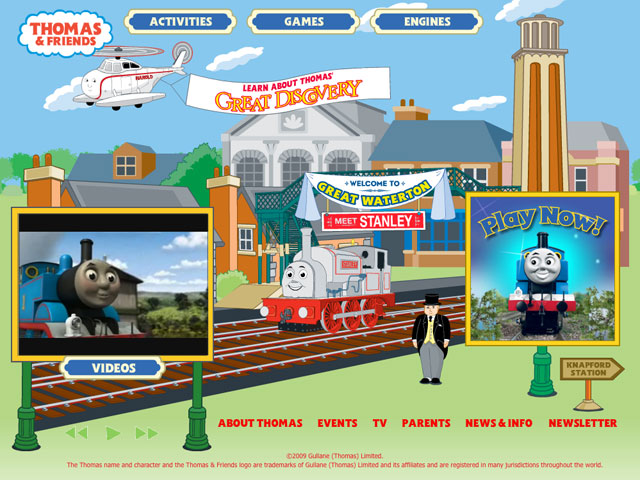 THOMAS
& FRIENDS
ACTIVITIES
GAMES
ENGINES
HAROLD
LEARN ABOUT THOMAS'
GREAT DISCOVERY
WELCOME TO
GREAT WATERTON
MEET STANLEY
Play Now!
VIDEOS
KNAPFORD
STATION
ABOUT THOMAS EVENTS TV PARENTS NEWS & INFO NEWSLETTER
©2009 Gullane (Thomas) Limited.
The Thomas name and character and the Thomas & Friends logo are trademarks of Gullane (Thomas) Limited and its affiliates and are registered in many jurisdictions throughout the world.